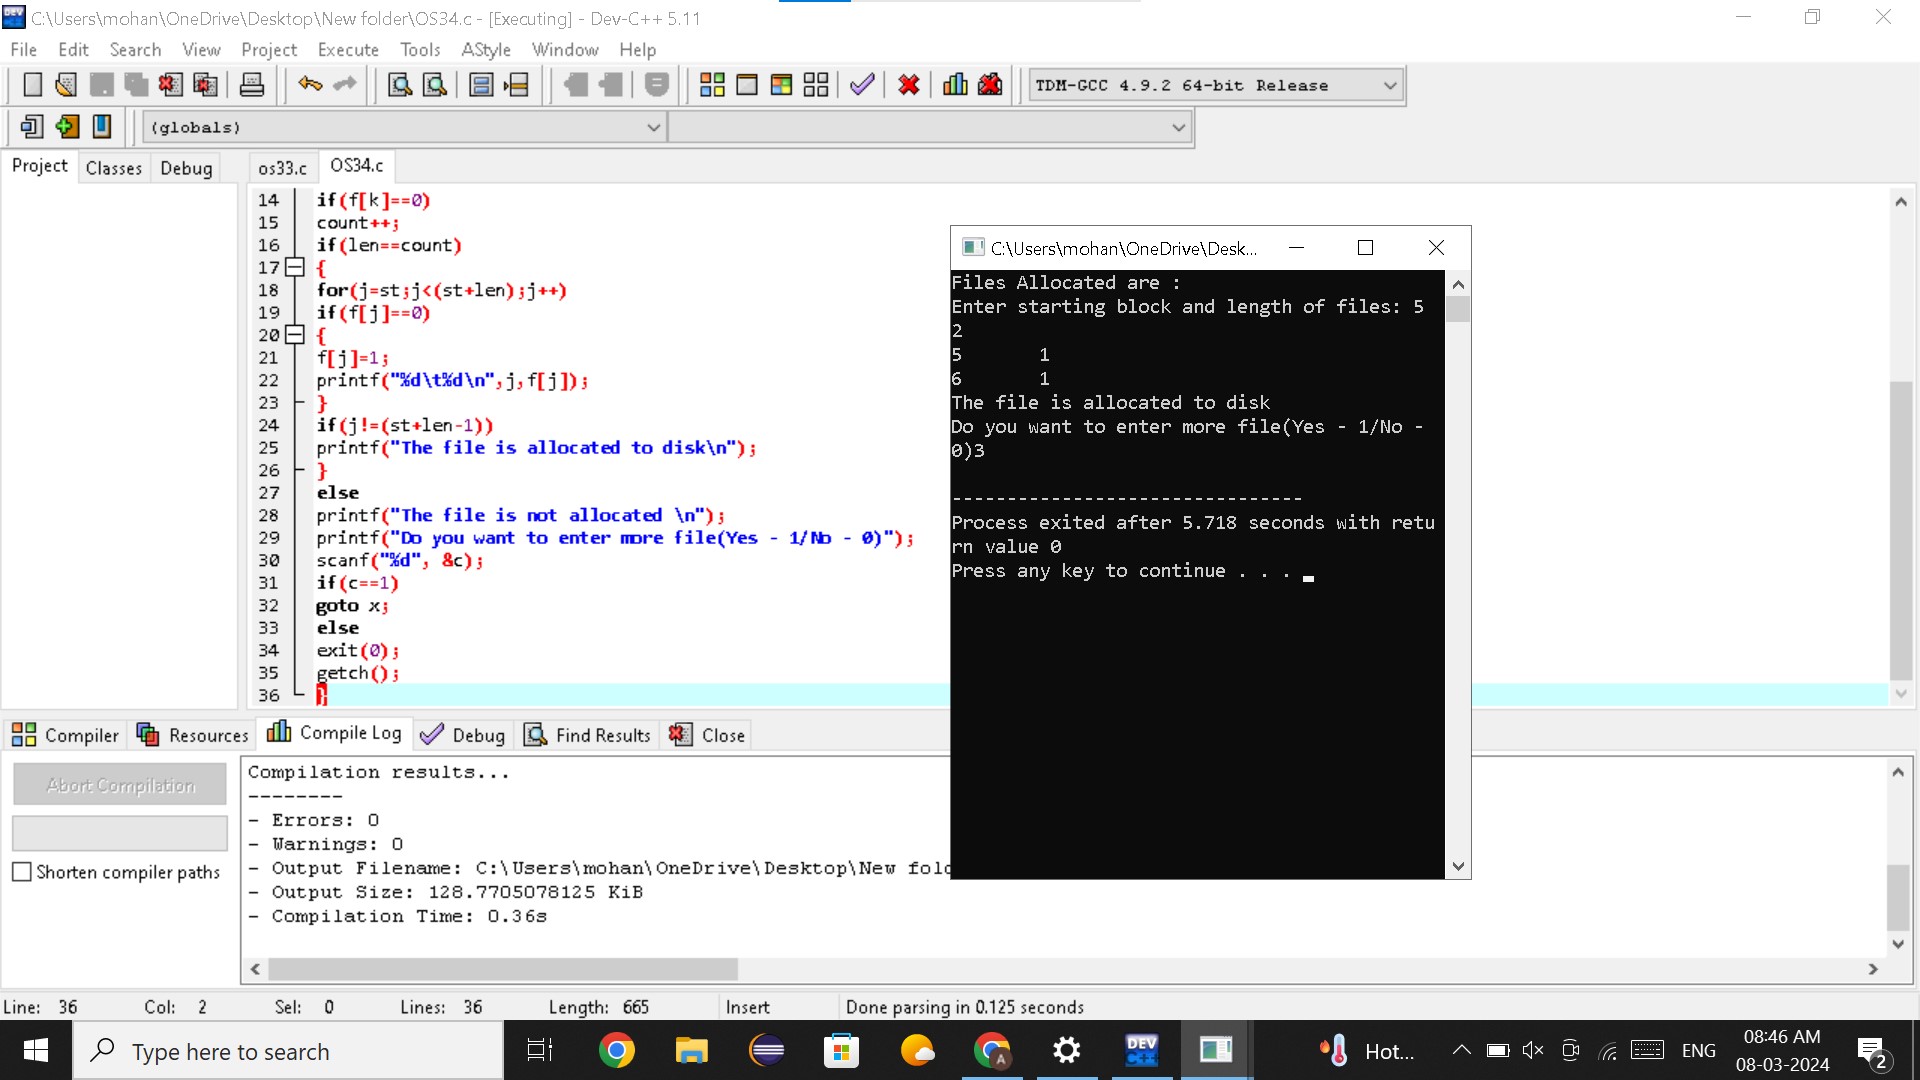 C:\Users\mohan\OneDrive\Desktop\New folder\OS34.c - [Executing] - Dev-C++ 5.11
File Edit Search View Project Execute Tools AStyle Window Help
TDM-GCC 4.9.2 64-bit Release
(globals)
Project Classes Debug
os33.c OS34.c
14 if(f[k]==0)
15 count++;
16 if(len==count)
17 {
18 for(j=st;j<(st+len);j++)
19 if(f[j]==0)
20 {
21 f[j]=1;
22 printf("%d\t%d\n",j,f[j]);
23 }
24 if(j!=(st+len-1))
25 printf("The file is allocated to disk\n");
26 }
27 else
28 printf("The file is not allocated \n");
29 printf("Do you want to enter more file(Yes - 1/No - 0)");
30 scanf("%d", &c);
31 if(c==1)
32 goto x;
33 else
34 exit(0);
35 getch();
36 }
C:\Users\mohan\OneDrive\Desk...
Files Allocated are :
Enter starting block and length of files: 5
2
5 1
6 1
The file is allocated to disk
Do you want to enter more file(Yes - 1/No -
0)3
--------------------------------
Process exited after 5.718 seconds with retu
rn value 0
Press any key to continue . . .
Compiler Resources Compile Log Debug Find Results Close
Abort Compilation
Shorten compiler paths
Compilation results...
--------
- Errors: 0
- Warnings: 0
- Output Filename: C:\Users\mohan\OneDrive\Desktop\New fol
- Output Size: 128.7705078125 KiB
- Compilation Time: 0.36s
Line: 36 Col: 2 Sel: 0 Lines: 36 Length: 665 Insert Done parsing in 0.125 seconds
Type here to search
DEV
C++
A
Hot...
ENG
08:46 AM
08-03-2024
2